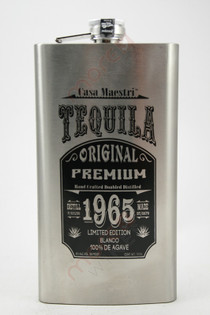 Casa Maestri
TEQUILA
ORIGINAL
PREMIUM
Hand Crafted Doubled Distilled
1965
LIMITED EDITION
BLANCO
100% DE AGAVE